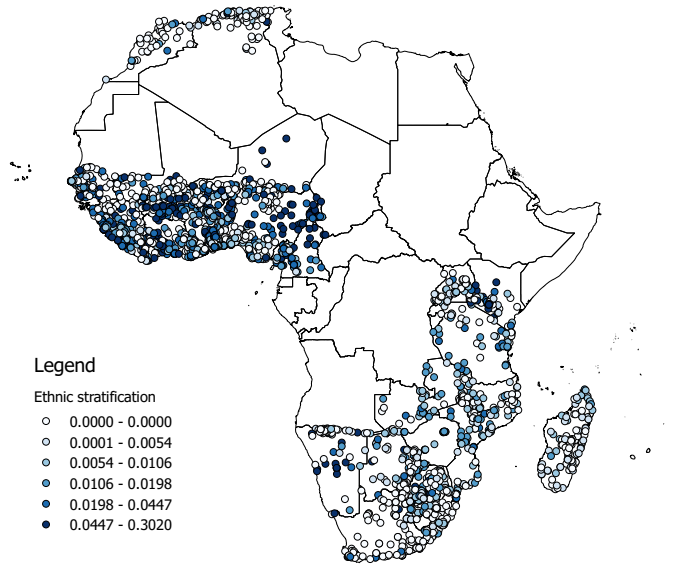 Legend
Ethnic stratification
0.0000 - 0.0000
0.0001 - 0.0054
0.0054 - 0.0106
0.0106 - 0.0198
0.0198 - 0.0447
0.0447 - 0.3020